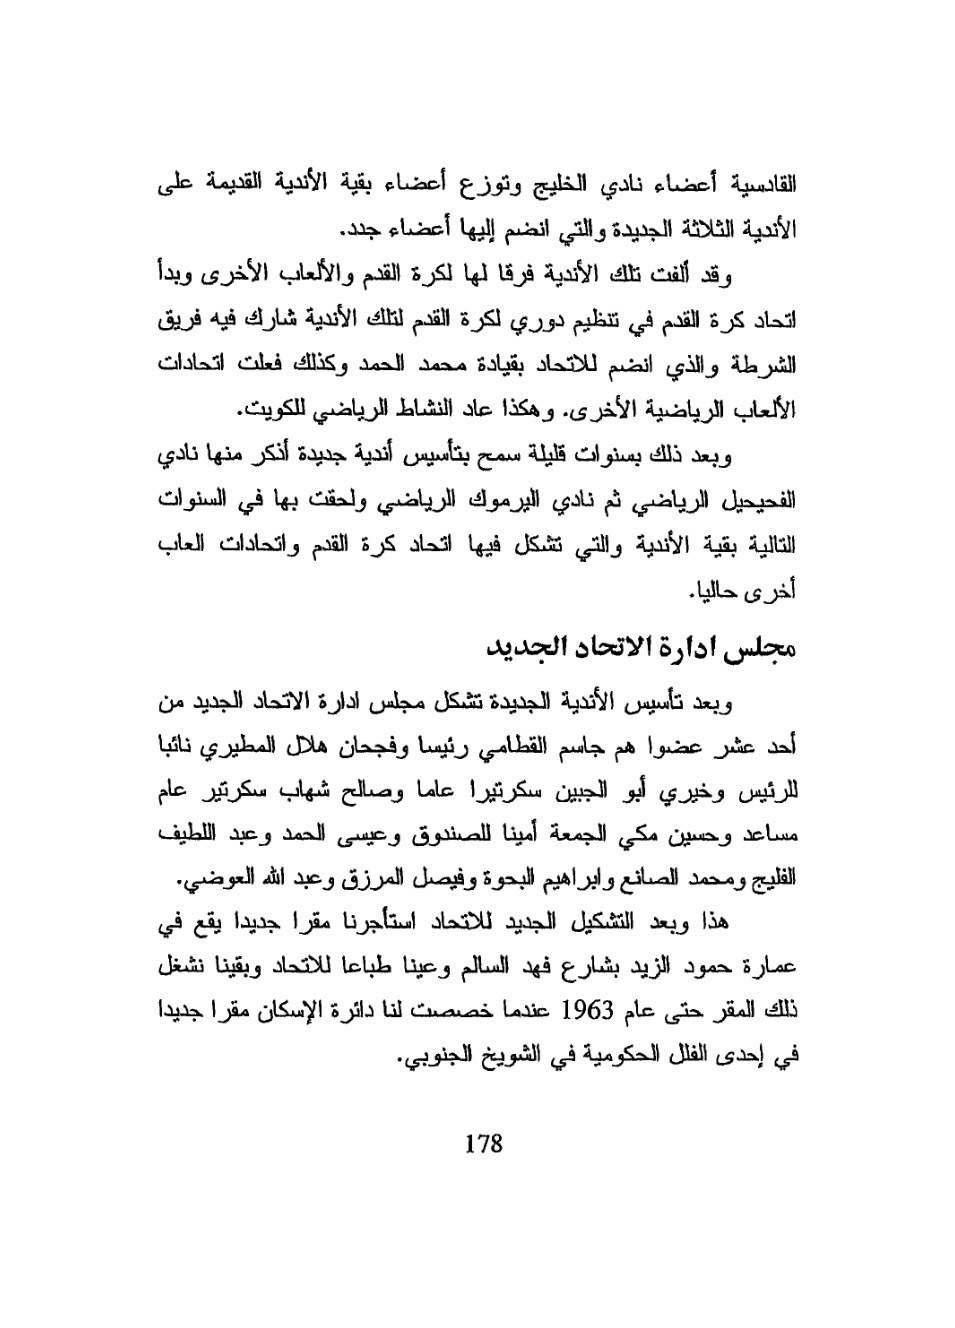 القادسية أعضاء نادي الخليج وتوزع أعضاء بقية الأندية القديمة على
الأندية الثلاثة الجديدة والتي انضم إليها أعضاء جدد.
وقد ألفت تلك الأندية فرقا لها لكرة القدم والألعاب الأخرى وبدأ
اتحاد كرة القدم في تنظيم دوري لكرة القدم لتلك الأندية شارك فيه فريق
الشرطة والذي انضم للاتحاد بقيادة محمد الحمد وكذلك فعلت اتحادات
الألعاب الرياضية الأخرى. وهكذا عاد النشاط الرياضي للكويت.
وبعد ذلك بسنوات قليلة سمح بتأسيس أندية جديدة أذكر منها نادي
الفحيحيل الرياضي ثم نادي اليرموك الرياضي ولحقت بها في السنوات
التالية بقية الأندية والتي تشكل فيها اتحاد كرة القدم واتحادات العاب
أخرى حاليا.
مجلس ادارة الاتحاد الجديد
وبعد تأسيس الأندية الجديدة تشكل مجلس ادارة الاتحاد الجديد من
أحد عشر عضوا هم جاسم القطامي رئيسا وفجحان هلال المطيري نائبا
للرئيس وخيري أبو الجبين سكرتيرا عاما وصالح شهاب سكرتير عام
مساعد وحسين مكي الجمعة أمينا للصندوق وعيسى الحمد وعبد اللطيف
الفليج ومحمد الصانع وابراهيم البحوة وفيصل المرزق وعبد الله العوضي.
هذا وبعد التشكيل الجديد للاتحاد استأجرنا مقرا جديدا يقع في
عمارة حمود الزيد بشارع فهد السالم وعينا طباعا للاتحاد وبقينا نشغل
ذلك المقر حتى عام 1963 عندما خصصت لنا دائرة الإسكان مقرا جديدا
في إحدى الفلل الحكومية في الشويخ الجنوبي.
178